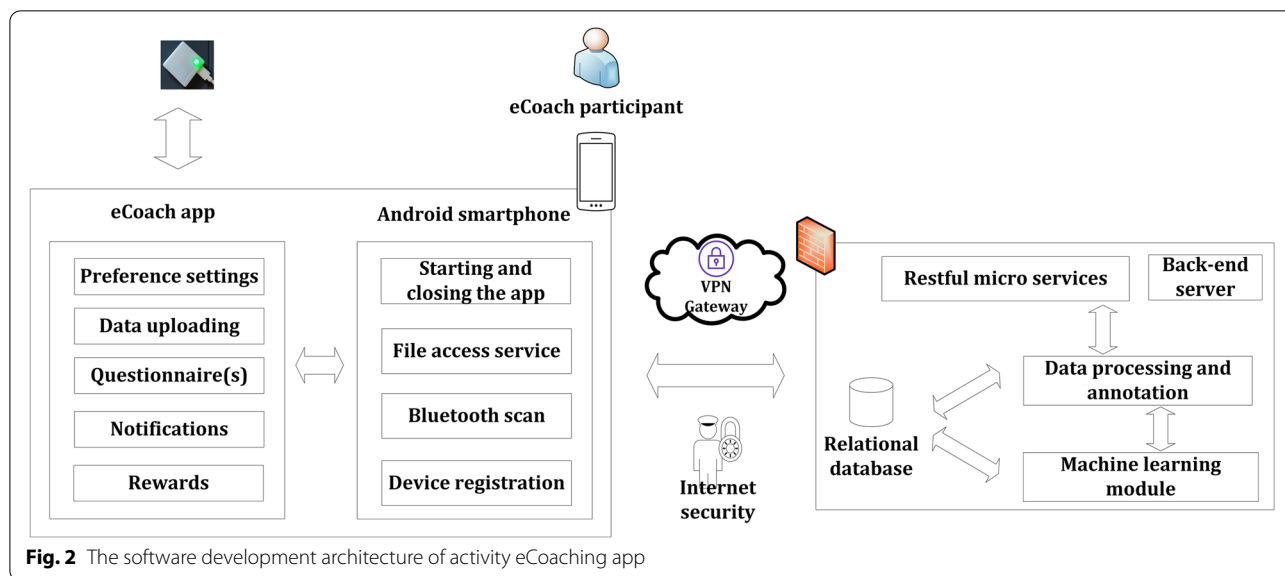 eCoach participant
eCoach app
Android smartphone
Preference settings
Data uploading
Questionnaire(s)
Notifications
Rewards
Starting and
closing the app
File access service
Bluetooth scan
Device registration
VPN
Gateway
Internet
security
Restful micro services
Back-end
server
Data processing and
annotation
Relational
database
Machine learning
module
Fig. 2 The software development architecture of activity eCoaching app